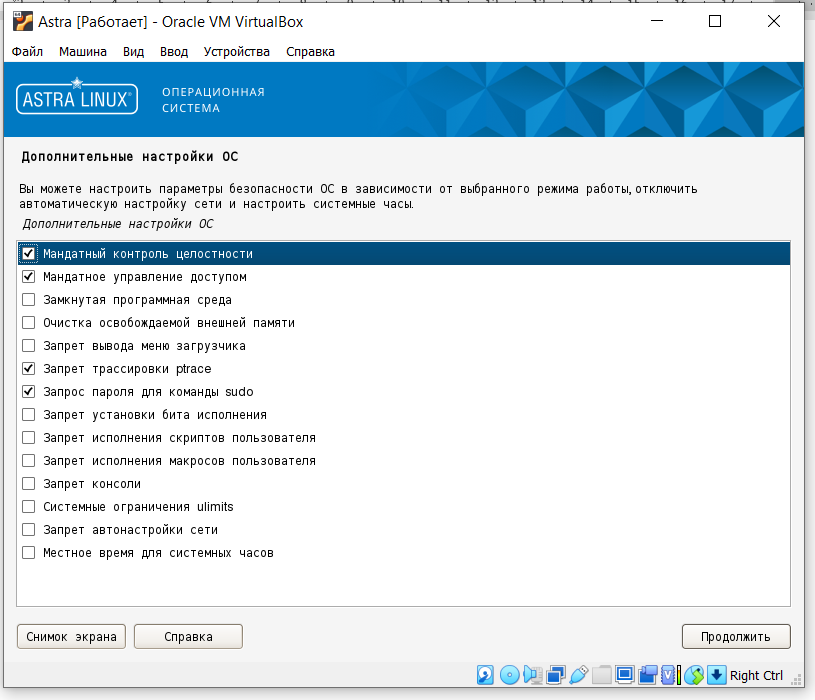 Astra [Работает] - Oracle VM VirtualBox
Файл Машина Вид Ввод Устройства Справка
ASTRA LINUX®
ОПЕРАЦИОННАЯ
СИСТЕМА
Дополнительные настройки ОС
Вы можете настроить параметры безопасности ОС в зависимости от выбранного режима работы, отключить
автоматическую настройку сети и настроить системные часы.
Дополнительные настройки ОС
Мандатный контроль целостности
Мандатное управление доступом
Замкнутая программная среда
Очистка освобождаемой внешней памяти
Запрет вывода меню загрузчика
Запрет трассировки ptrace
Запрос пароля для команды sudo
Запрет установки бита исполнения
Запрет исполнения скриптов пользователя
Запрет исполнения макросов пользователя
Запрет консоли
Системные ограничения ulimits
Запрет автонастройки сети
Местное время для системных часов
Снимок экрана Справка Продолжить
Right Ctrl